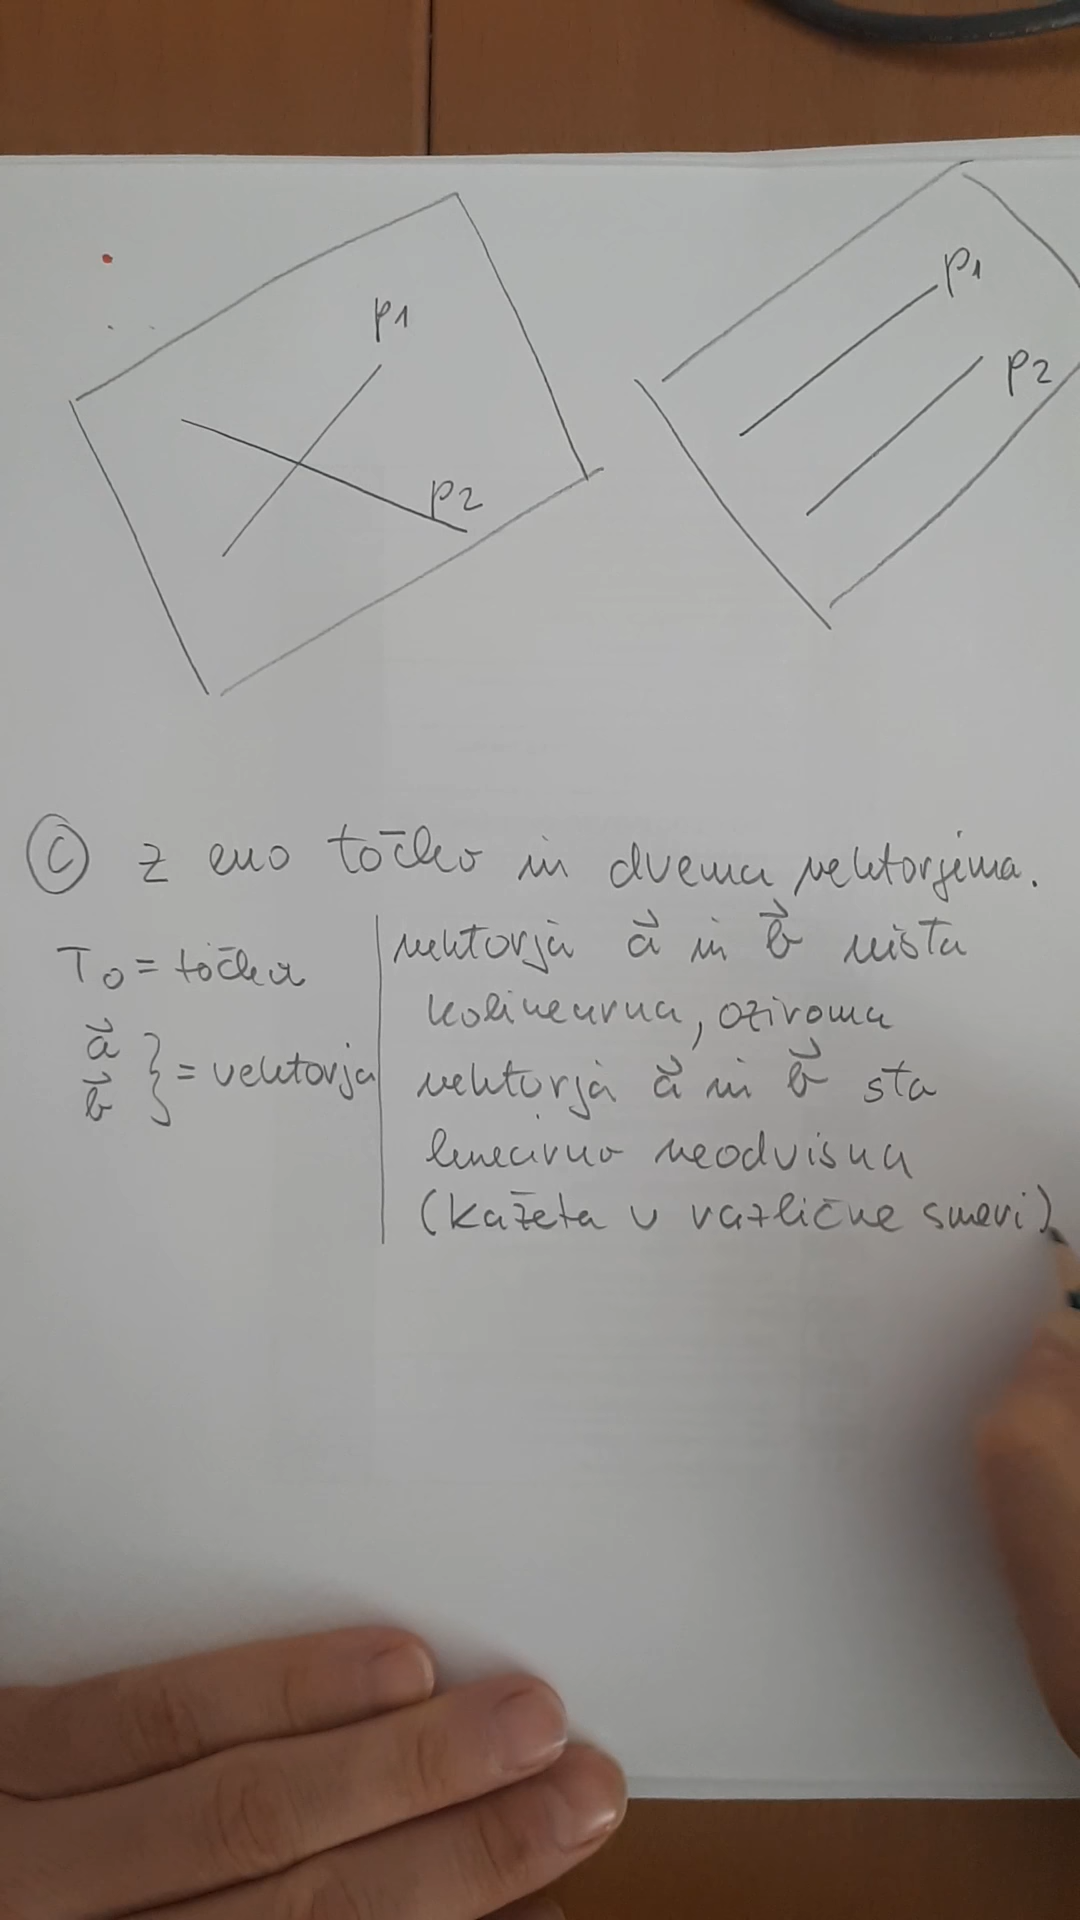 p1
p2
p1
p2
C z eno točko in dvema vektorjema.
T0 = točka
a⃗
b⃗ } = vektorja
vektorja a⃗ in b⃗ nista
kolinearna, oziroma
vektorja a⃗ in b⃗ sta
linearno neodvisna
(kažeta v različne smeri)